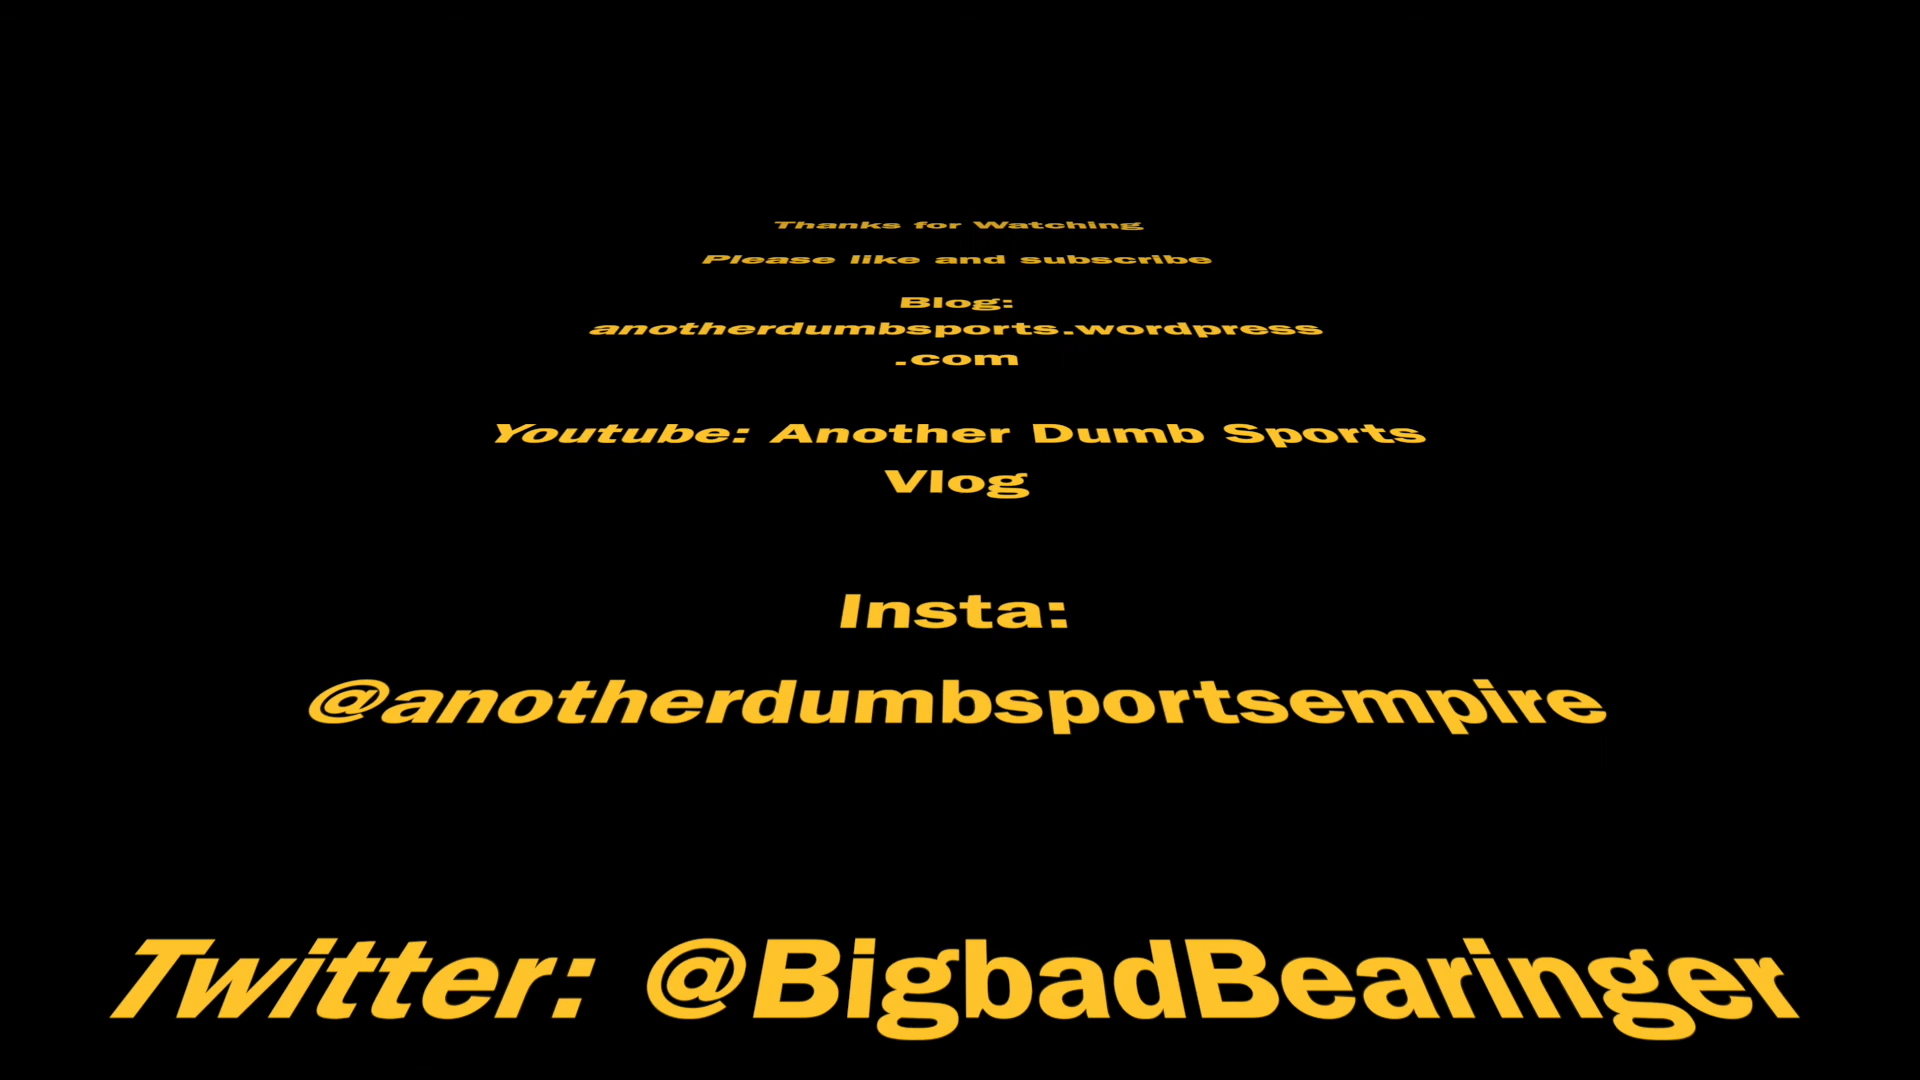 Thanks for Watching
Please like and subscribe
Blog:
anotherdumbsports.wordpress
.com
Youtube: Another Dumb Sports
Vlog
Insta:
@anotherdumbsportsempire
Twitter: @BigbadBearinger